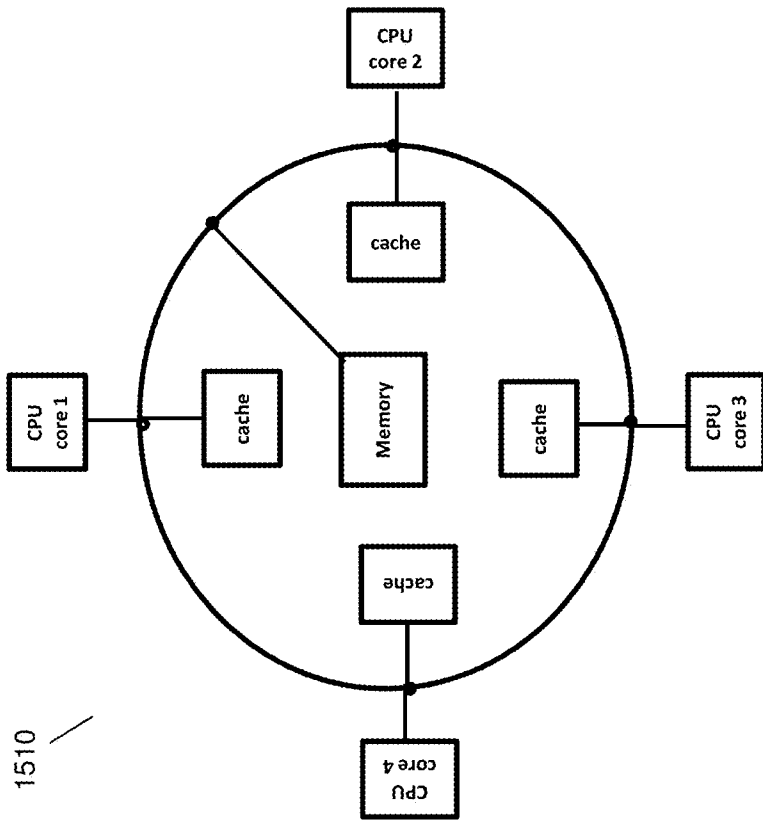 CPU
core 2
cache
CPU
core 1
cache
Memory
cache
CPU
core 3
cache
CPU
core 4
1510